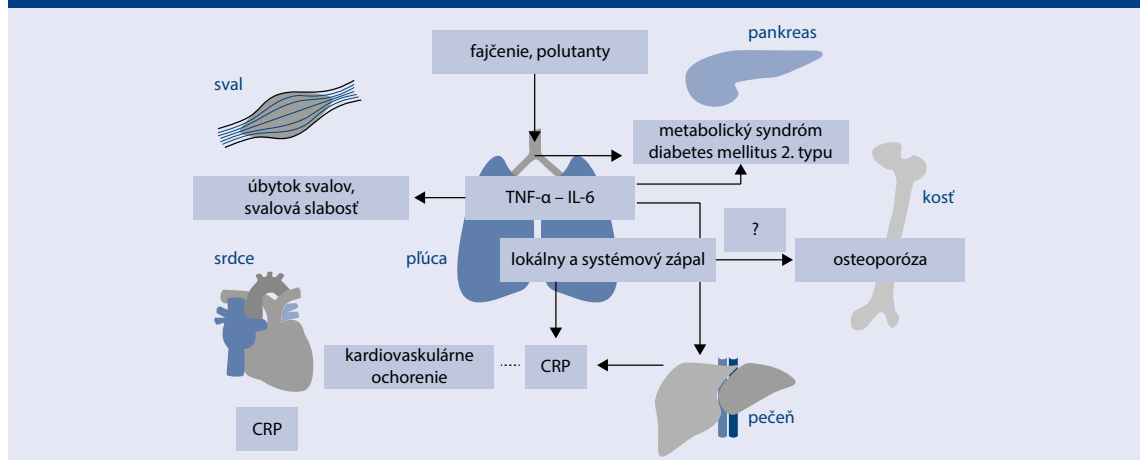 pankreas
fajčenie, polutanty
sval
metabolický syndróm
diabetes mellitus 2. typu
úbytok svalov,
svalová slabosť
TNF-α – IL-6
kosť
?
srdce
pľúca
lokálny a systémový zápal
osteoporóza
kardiovaskulárne
ochorenie
CRP
pečeň
CRP